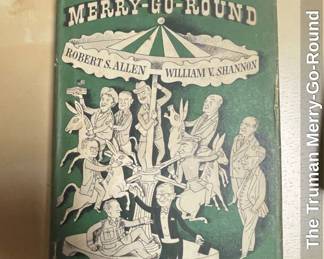 MERRY-GO-ROUND
ROBERT S. ALLEN
WILLIAM V. SHANNON
The Truman Merry-Go-Round